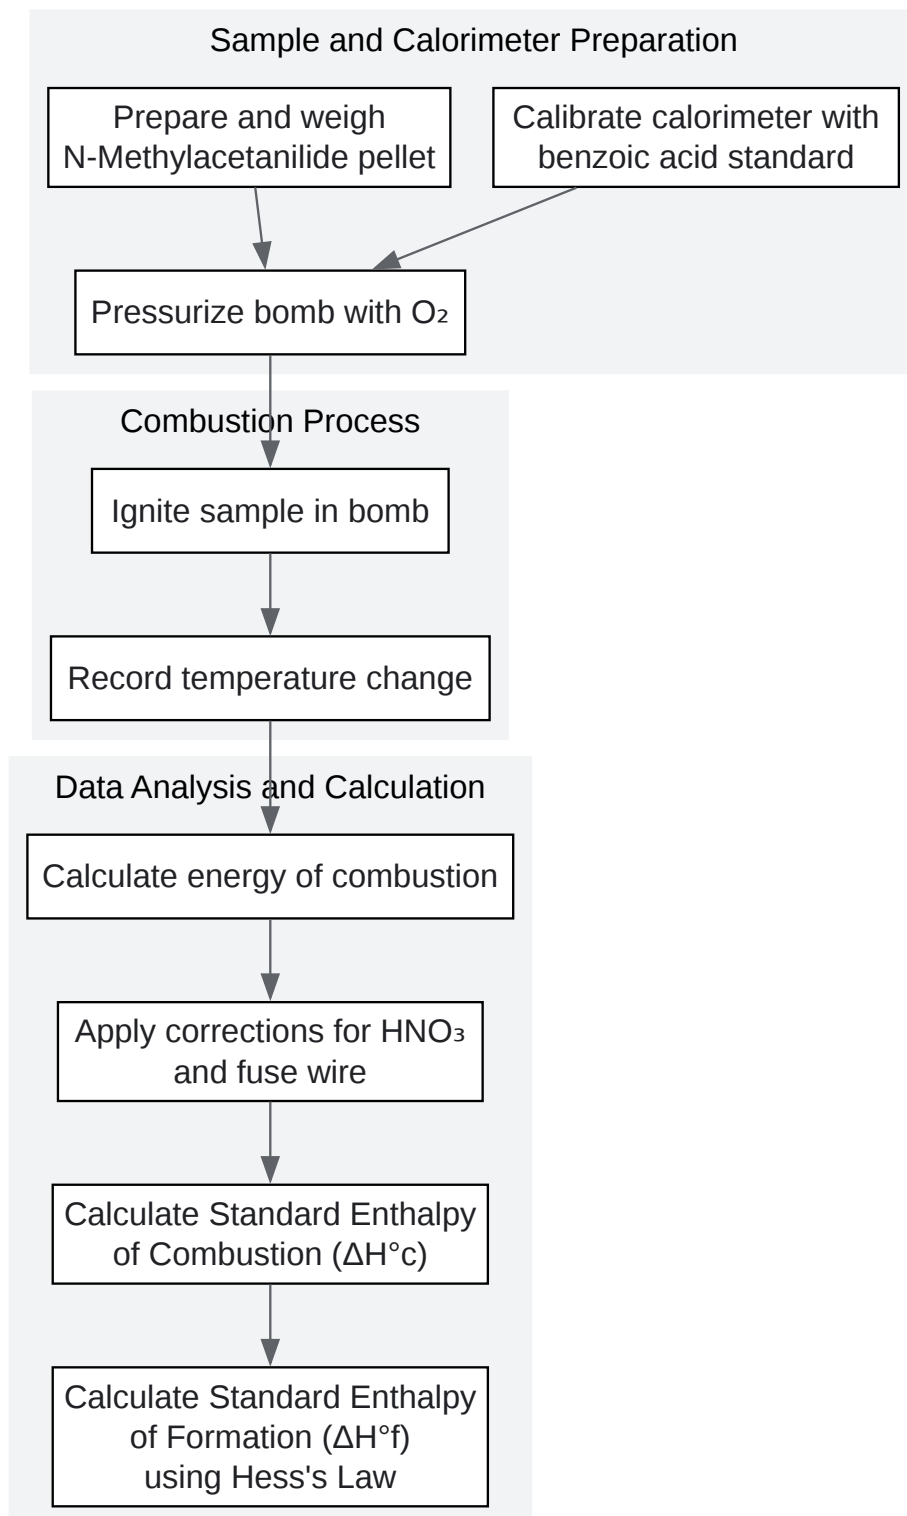 Sample and Calorimeter Preparation
Prepare and weigh
N-Methylacetanilide pellet
Calibrate calorimeter with
benzoic acid standard
Pressurize bomb with O₂
Combustion Process
Ignite sample in bomb
Record temperature change
Data Analysis and Calculation
Calculate energy of combustion
Apply corrections for HNO₃
and fuse wire
Calculate Standard Enthalpy
of Combustion (ΔH°c)
Calculate Standard Enthalpy
of Formation (ΔH°f)
using Hess's Law